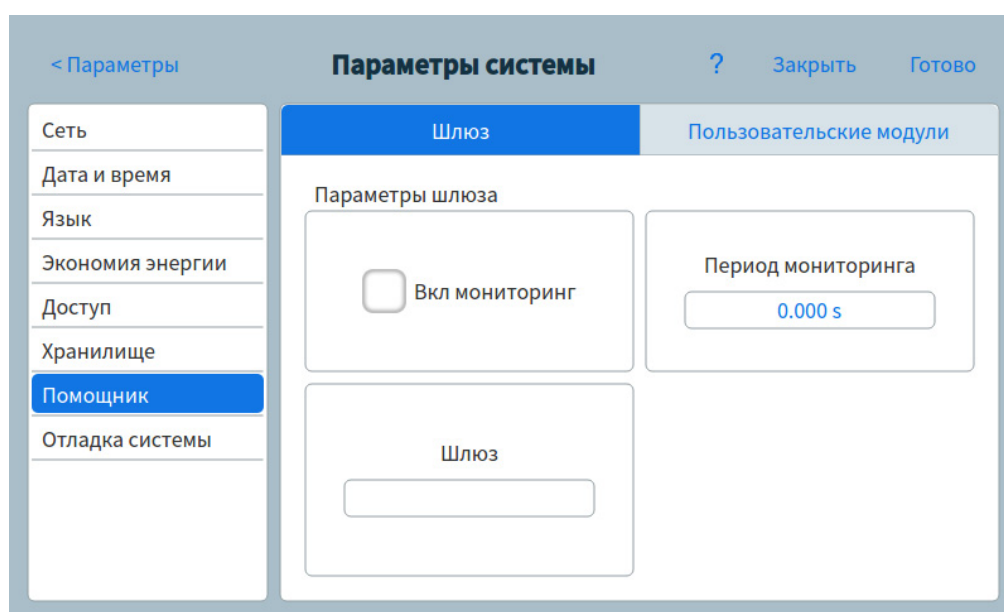 < Параметры
Параметры системы
?
Закрыть
Готово
Сеть
Дата и время
Язык
Экономия энергии
Доступ
Хранилище
Помощник
Отладка системы
Шлюз
Пользовательские модули
Параметры шлюза
Вкл мониторинг
Период мониторинга
0.000 s
Шлюз